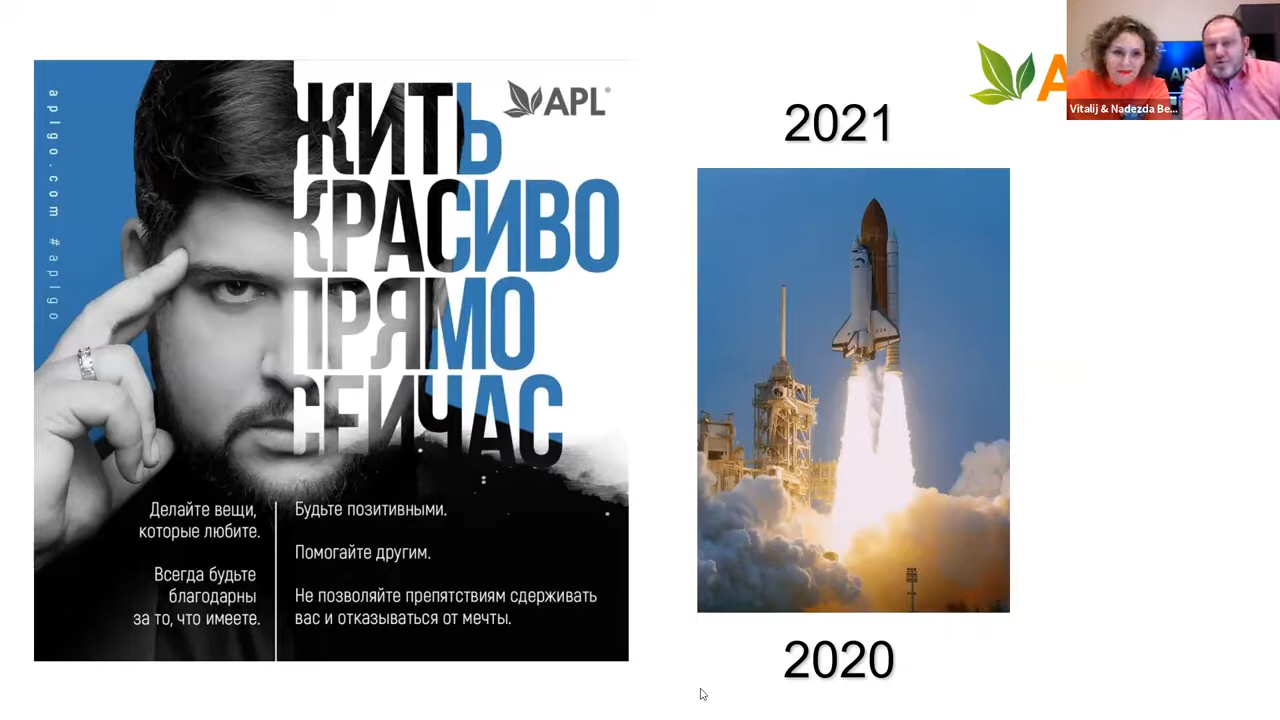 aplgo.com #aplgo
ЖИТЬ
КРАСИВО
ПРЯМО
СЕЙЧАС
APL®
Делайте вещи,
которые любите.
Всегда будьте
благодарны
за то, что имеете.
Будьте позитивными.
Помогайте другим.
Не позволяйте препятствиям сдерживать
вас и отказываться от мечты.
2021
2020
A
APL
Vitalij & Nadezda Be...